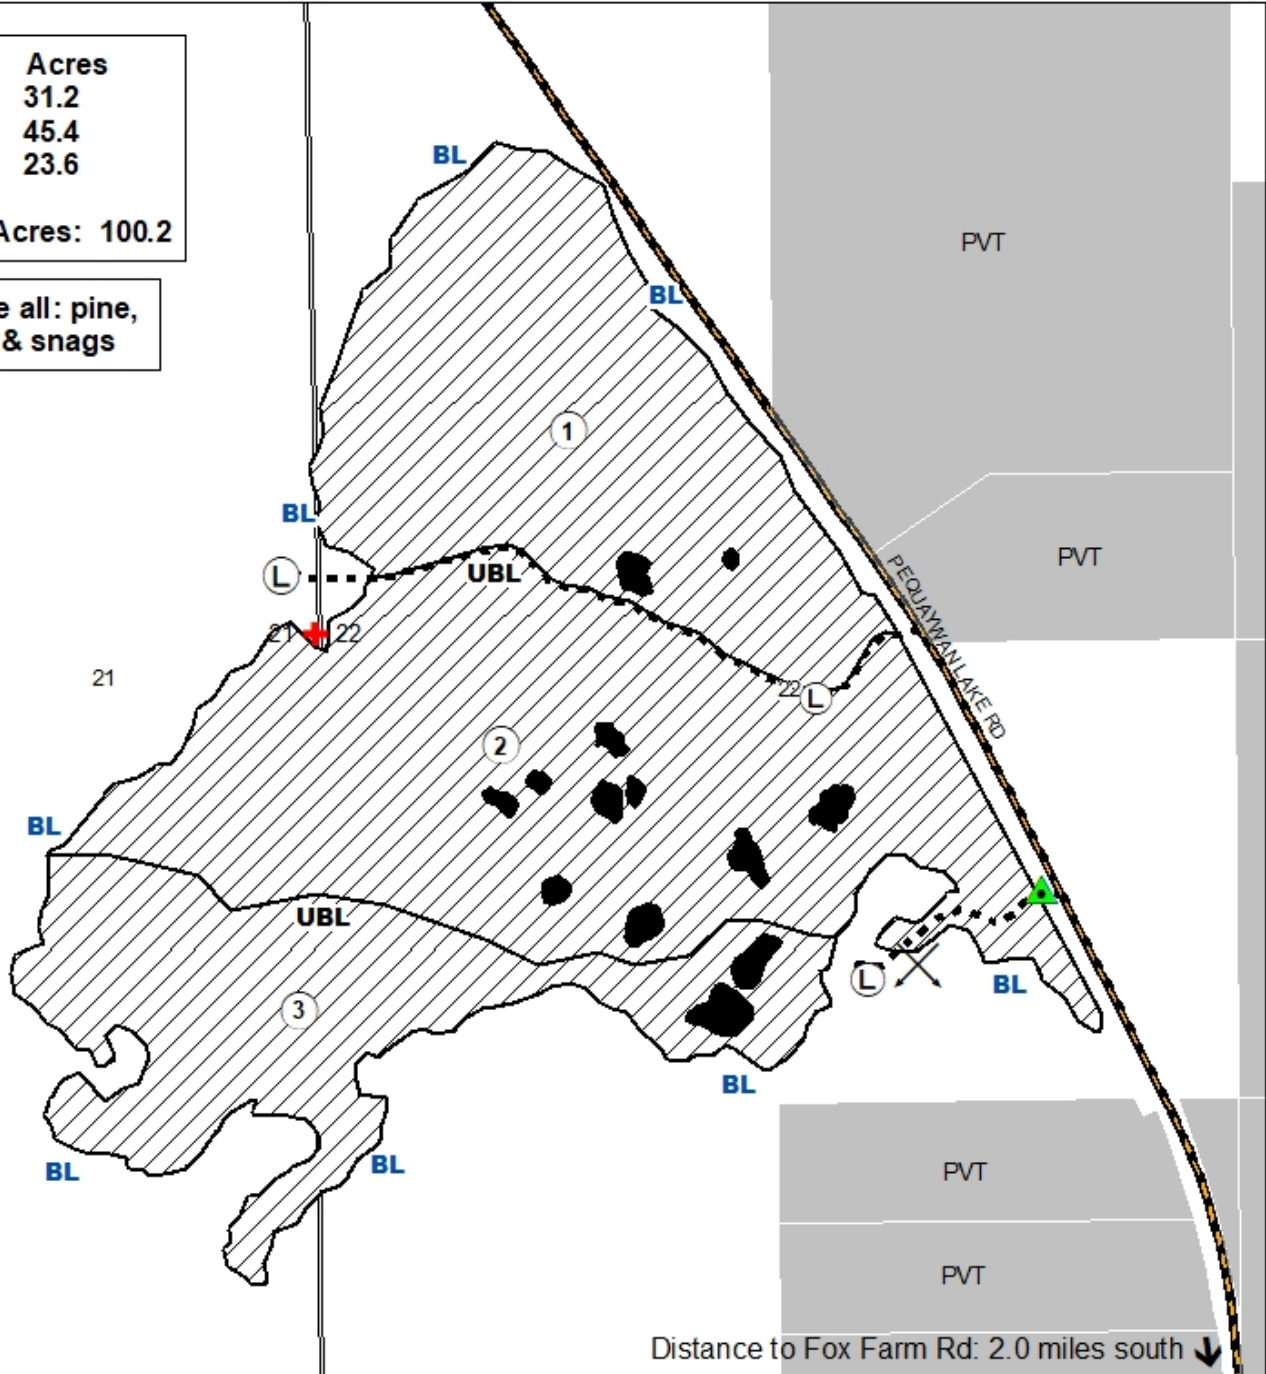 Acres
31.2
45.4
23.6
Acres: 100.2
e all: pine,
& snags
BL
PVT
BL
1
BL
PVT
L
UBL
PEQUAYWAN LAKE RD
21
22
21
22
L
2
BL
UBL
L
BL
3
BL
BL
BL
PVT
PVT
Distance to Fox Farm Rd: 2.0 miles south